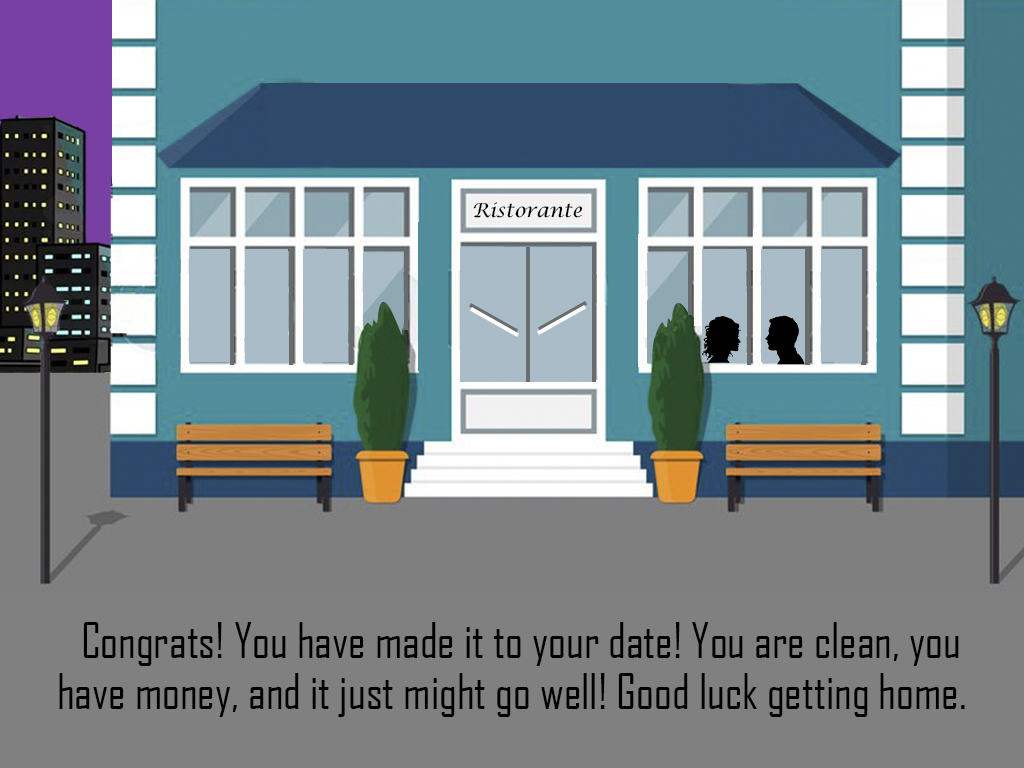 Ristorante
Congrats! You have made it to your date! You are clean, you
have money, and it just might go well! Good luck getting home.